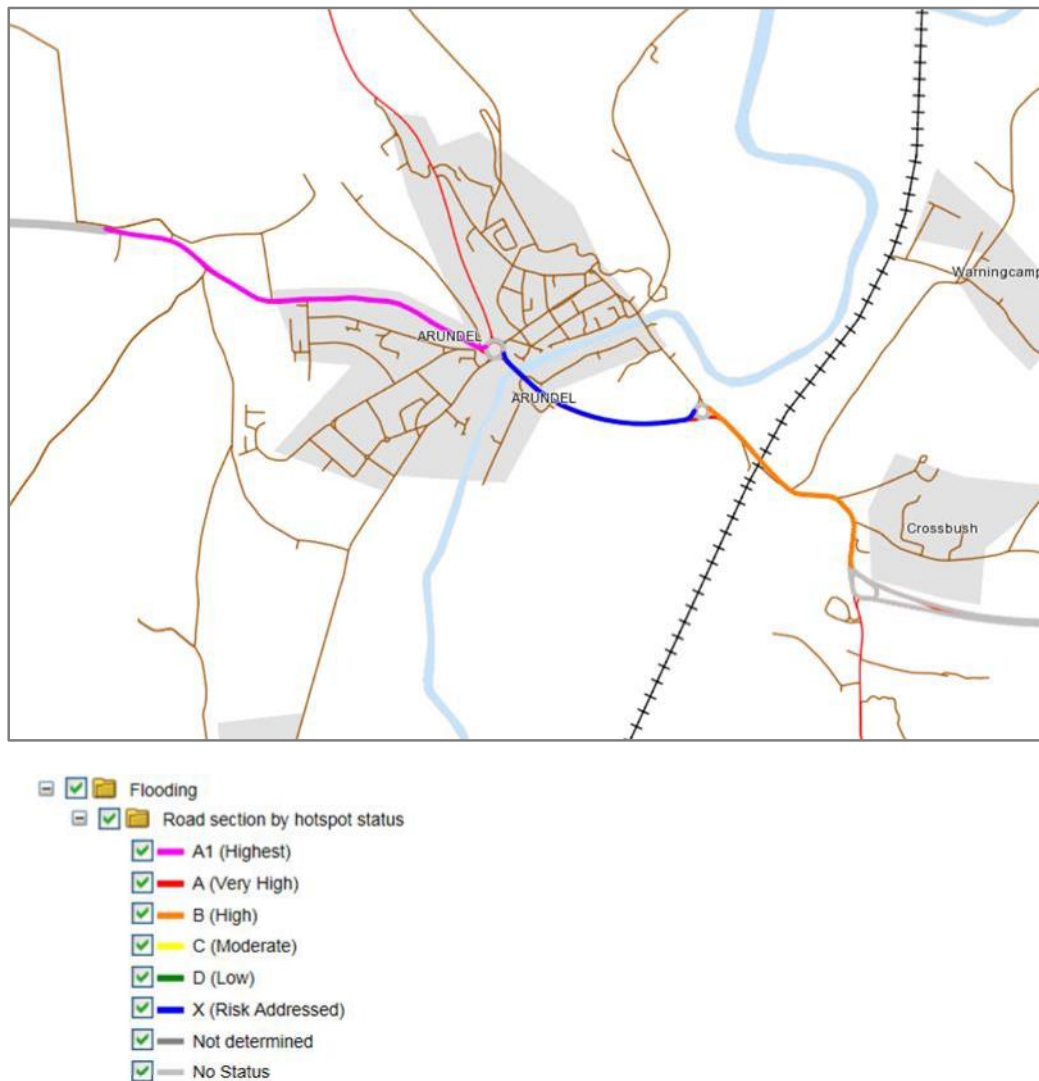 ARUNDEL
ARUNDEL
Warningcamp
Crossbush
Flooding
Road section by hotspot status
A1 (Highest)
A (Very High)
B (High)
C (Moderate)
D (Low)
X (Risk Addressed)
Not determined
No Status